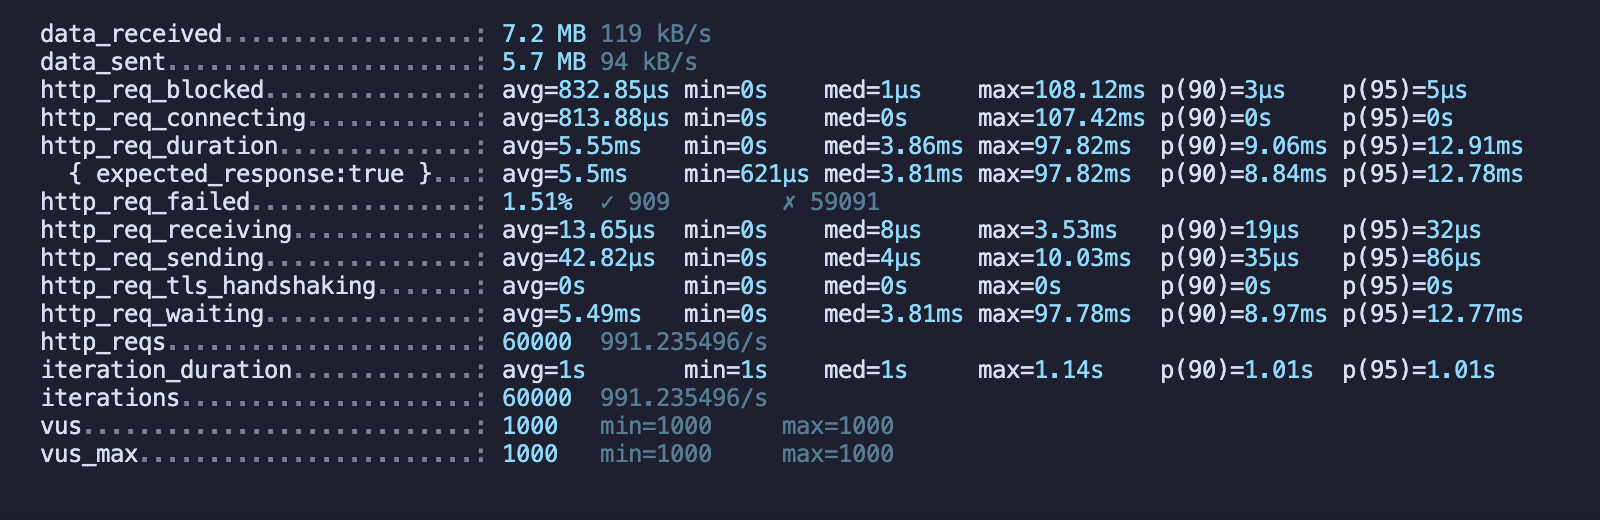 data_received..................: 7.2 MB 119 kB/s
data_sent......................: 5.7 MB 94 kB/s
http_req_blocked...............: avg=832.85µs min=0s    med=1µs    max=108.12ms p(90)=3µs    p(95)=5µs
http_req_connecting............: avg=813.88µs min=0s    med=0s     max=107.42ms p(90)=0s     p(95)=0s
http_req_duration..............: avg=5.55ms   min=0s    med=3.86ms max=97.82ms  p(90)=9.06ms p(95)=12.91ms
  { expected_response:true }...: avg=5.5ms    min=621µs med=3.81ms max=97.82ms  p(90)=8.84ms p(95)=12.78ms
http_req_failed................: 1.51%  ✓ 909        ✗ 59091
http_req_receiving.............: avg=13.65µs  min=0s    med=8µs    max=3.53ms   p(90)=19µs   p(95)=32µs
http_req_sending...............: avg=42.82µs  min=0s    med=4µs    max=10.03ms  p(90)=35µs   p(95)=86µs
http_req_tls_handshaking.......: avg=0s       min=0s    med=0s     max=0s       p(90)=0s     p(95)=0s
http_req_waiting...............: avg=5.49ms   min=0s    med=3.81ms max=97.78ms  p(90)=8.97ms p(95)=12.77ms
http_reqs......................: 60000  991.235496/s
iteration_duration.............: avg=1s       min=1s    med=1s     max=1.14s    p(90)=1.01s  p(95)=1.01s
iterations.....................: 60000  991.235496/s
vus............................: 1000   min=1000     max=1000
vus_max........................: 1000   min=1000     max=1000